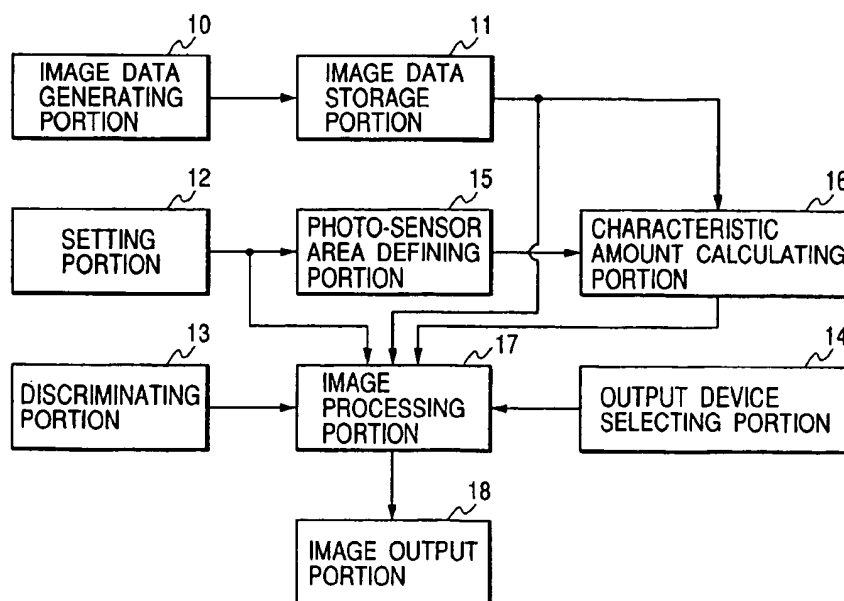 10
IMAGE DATA
GENERATING
PORTION
11
IMAGE DATA
STORAGE
PORTION
12
SETTING
PORTION
15
PHOTO-SENSOR
AREA DEFINING
PORTION
16
CHARACTERISTIC
AMOUNT CALCULATING
PORTION
13
DISCRIMINATING
PORTION
17
IMAGE
PROCESSING
PORTION
14
OUTPUT DEVICE
SELECTING PORTION
18
IMAGE OUTPUT
PORTION